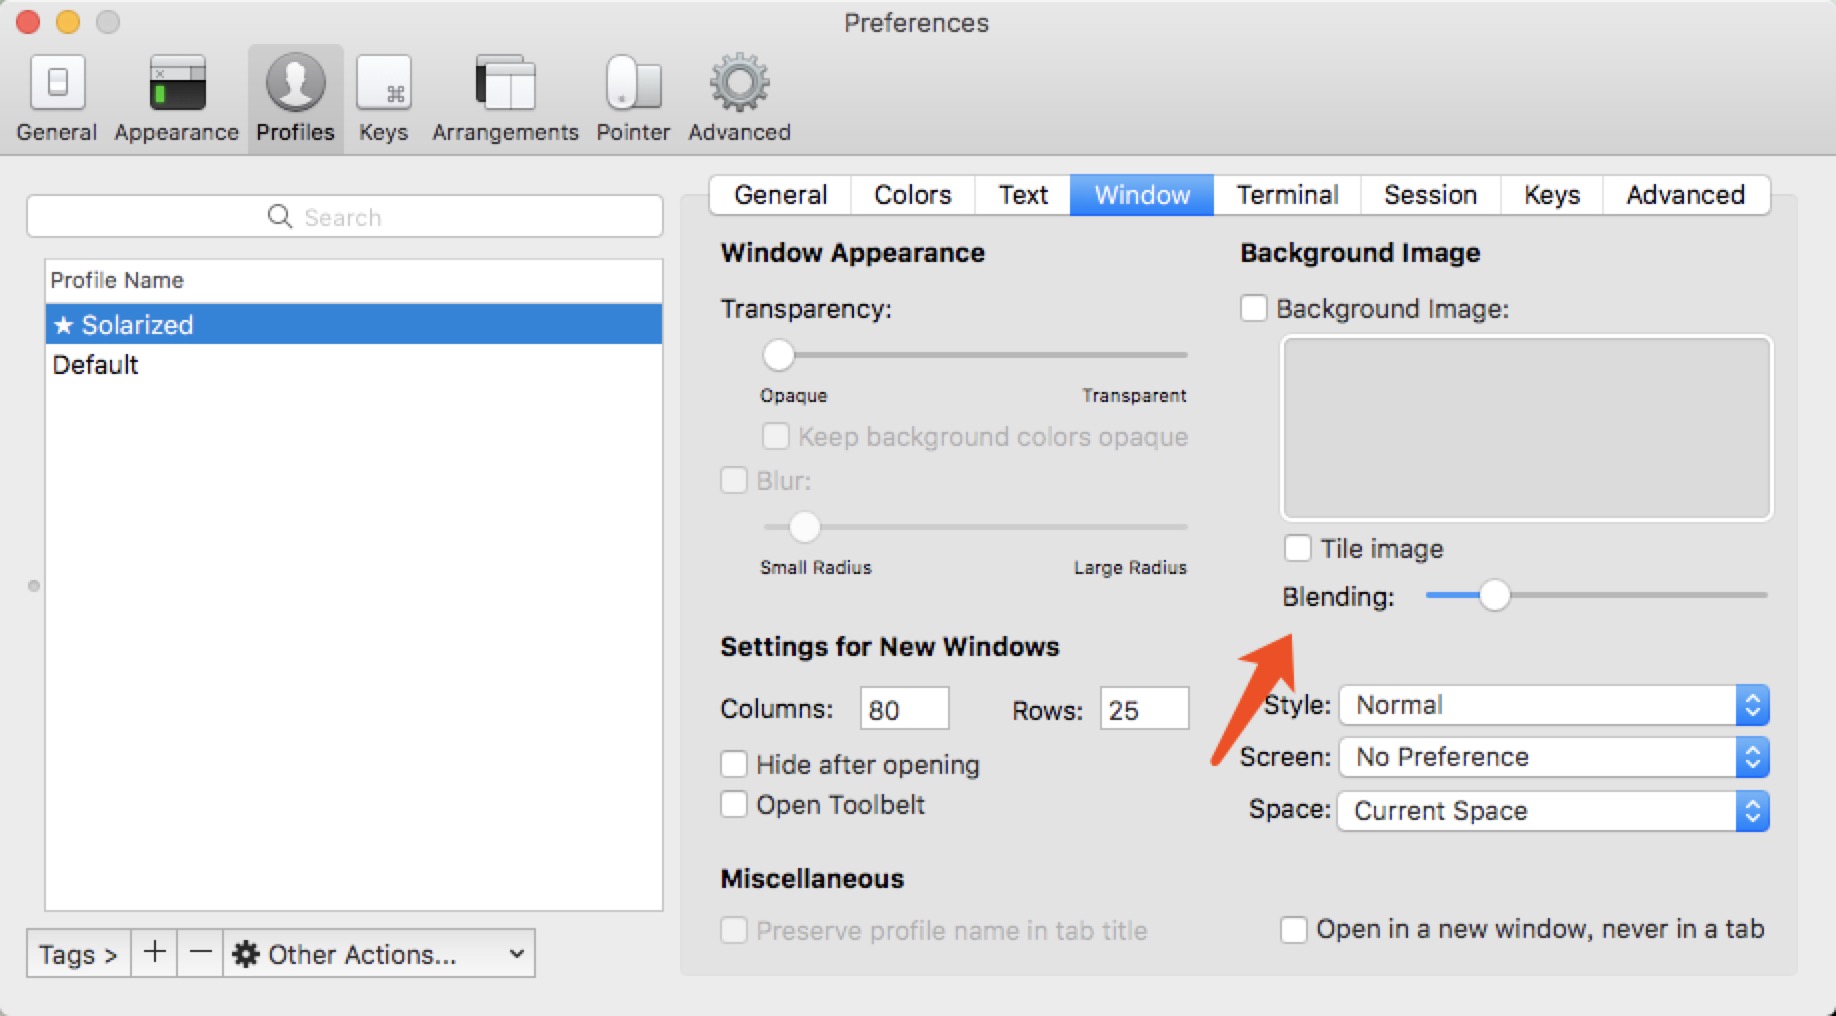 Preferences
General Appearance Profiles Keys Arrangements Pointer Advanced
Search
Profile Name
★ Solarized
Default
Tags > + − Other Actions...
General Colors Text Window Terminal Session Keys Advanced
Window Appearance
Transparency:
Opaque Transparent
Keep background colors opaque
Blur:
Small Radius Large Radius
Background Image
Background Image:
Tile image
Blending:
Settings for New Windows
Columns: 80 Rows: 25
Hide after opening
Open Toolbelt
Style: Normal
Screen: No Preference
Space: Current Space
Miscellaneous
Preserve profile name in tab title
Open in a new window, never in a tab